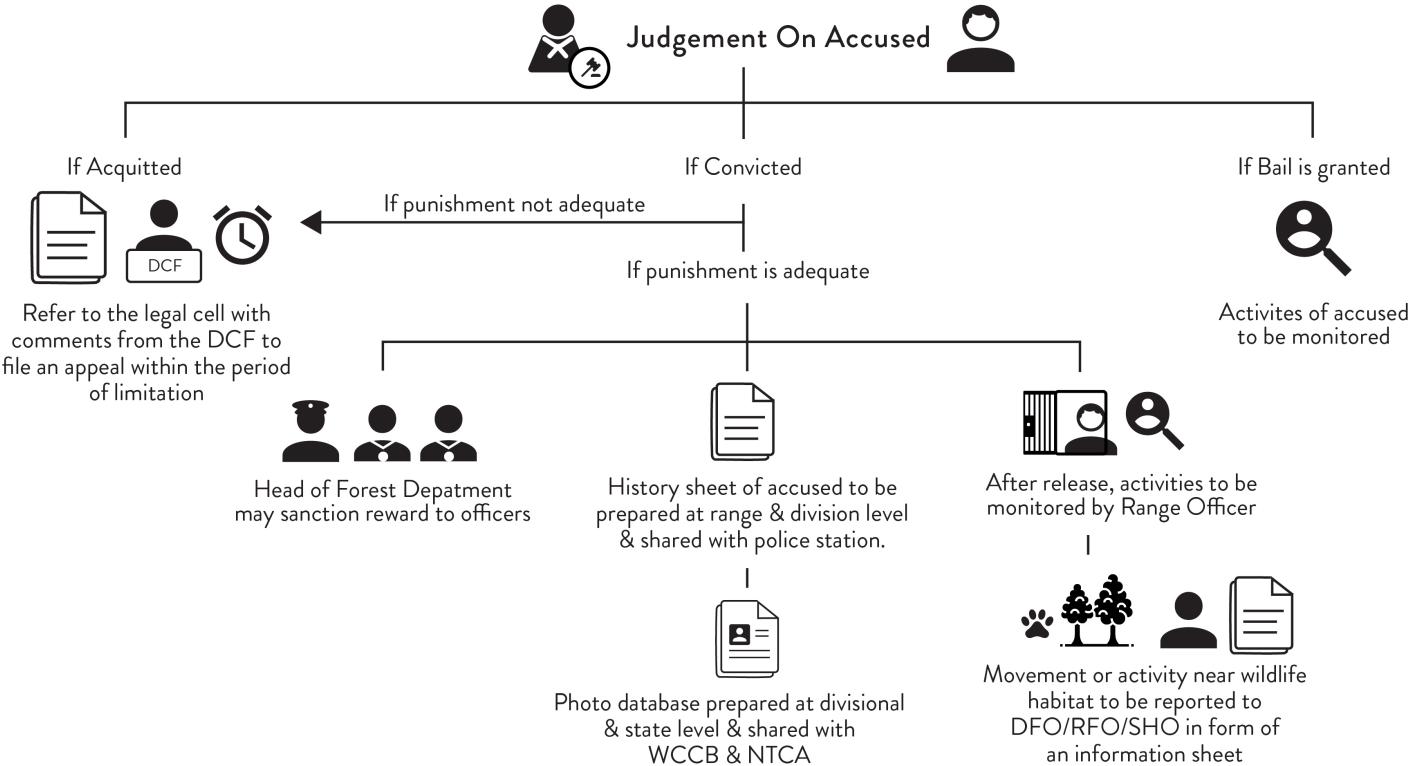 Judgement On Accused
If Acquitted
If Convicted
If Bail is granted
If punishment not adequate
DCF
If punishment is adequate
Refer to the legal cell with
comments from the DCF to
file an appeal within the period
of limitation
Activites of accused
to be monitored
Head of Forest Depatment
may sanction reward to officers
History sheet of accused to be
prepared at range & division level
& shared with police station.
After release, activities to be
monitored by Range Officer
Photo database prepared at divisional
& state level & shared with
WCCB & NTCA
Movement or activity near wildlife
habitat to be reported to
DFO/RFO/SHO in form of
an information sheet